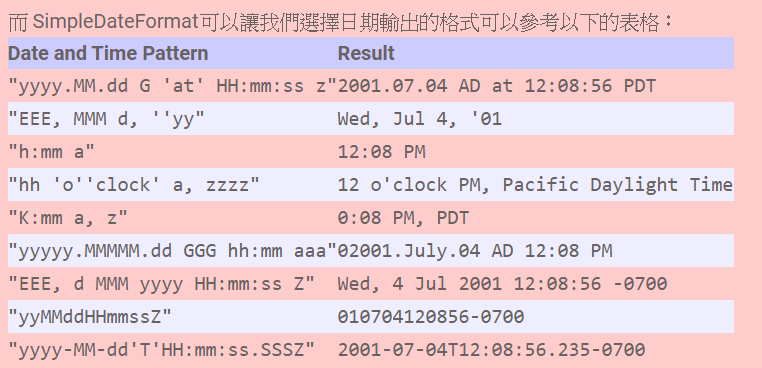 而 SimpleDateFormat可以讓我們選擇日期輸出的格式可以參考以下的表格：
Date and Time Pattern Result
"yyyy.MM.dd G 'at' HH:mm:ss z" 2001.07.04 AD at 12:08:56 PDT
"EEE, MMM d, ''yy" Wed, Jul 4, '01
"h:mm a" 12:08 PM
"hh 'o''clock' a, zzzz" 12 o'clock PM, Pacific Daylight Time
"K:mm a, z" 0:08 PM, PDT
"yyyyy.MMMMM.dd GGG hh:mm aaa" 02001.July.04 AD 12:08 PM
"EEE, d MMM yyyy HH:mm:ss Z" Wed, 4 Jul 2001 12:08:56 -0700
"yyMMddHHmmssZ" 010704120856-0700
"yyyy-MM-dd'T'HH:mm:ss.SSSZ" 2001-07-04T12:08:56.235-0700